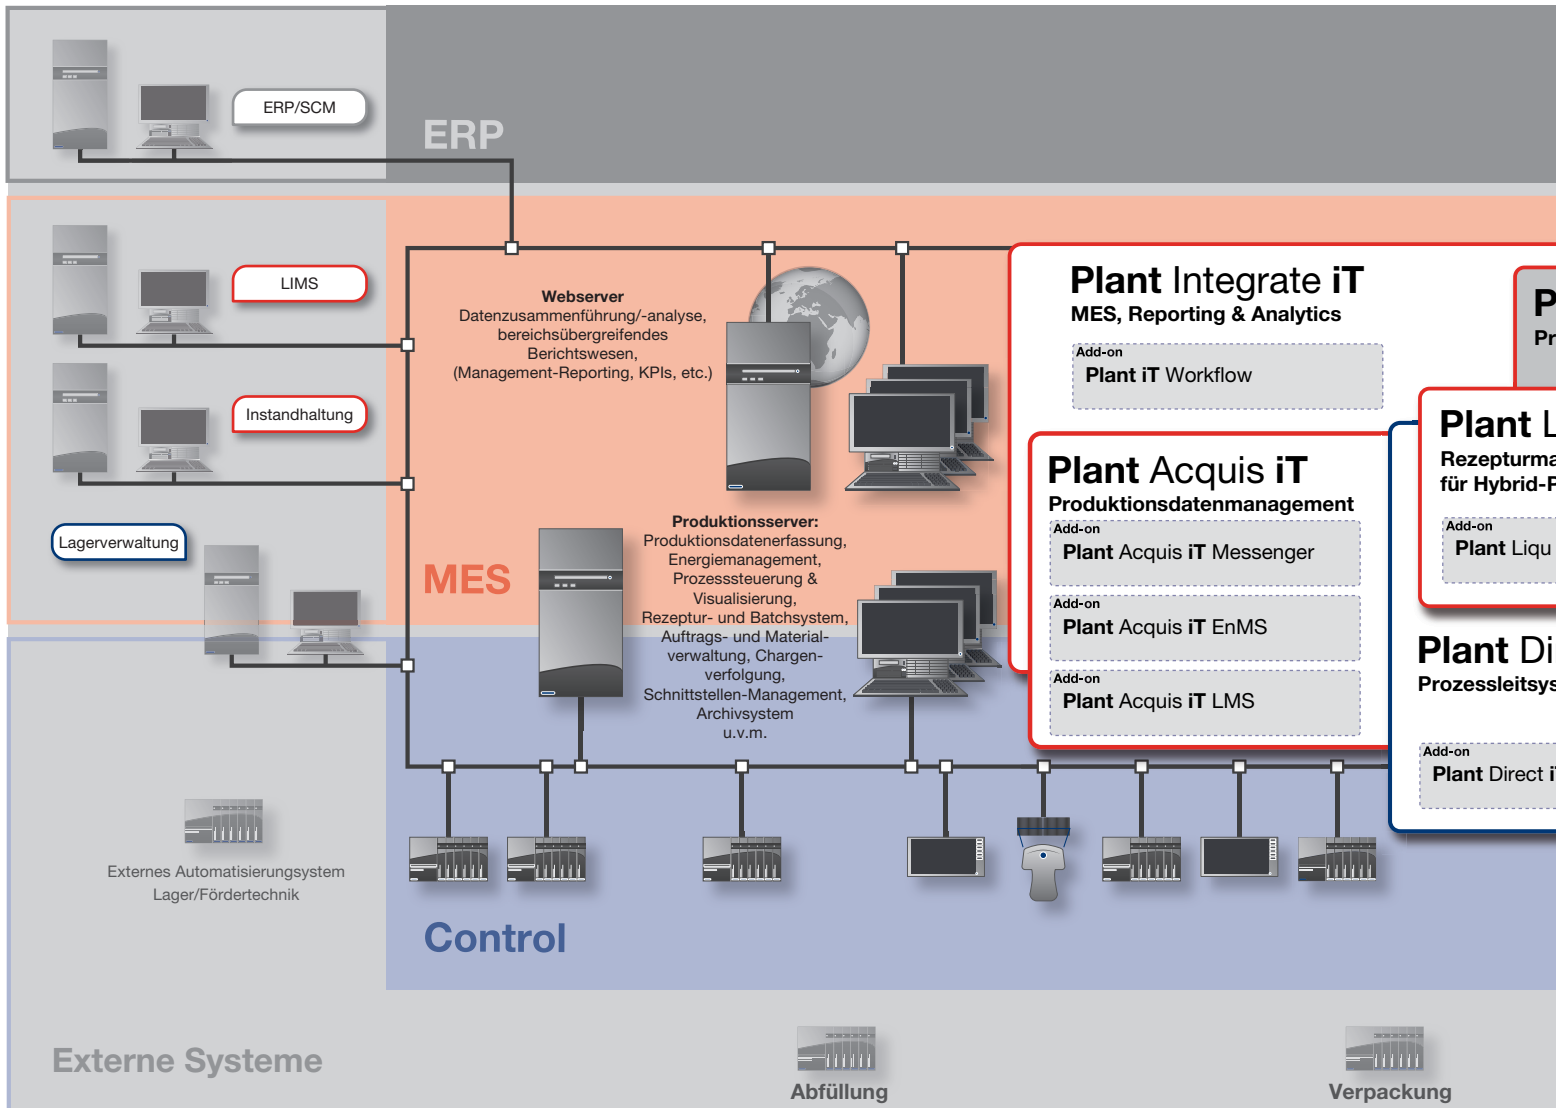 ERP/SCM
ERP
LIMS
Instandhaltung
Lagerverwaltung
Webserver
Datenzusammenführung/-analyse,
bereichsübergreifendes
Berichtswesen,
(Management-Reporting, KPIs, etc.)
MES
Produktionsserver:
Produktionsdatenerfassung,
Energiemanagement,
Prozesssteuerung &
Visualisierung,
Rezeptur- und Batchsystem,
Auftrags- und Material-
verwaltung, Chargen-
verfolgung,
Schnittstellen-Management,
Archivsystem
u.v.m.
Plant Integrate iT
MES, Reporting & Analytics
Add-on
Plant iT Workflow
Plant Acquis iT
Produktionsdatenmanagement
Add-on
Plant Acquis iT Messenger
Add-on
Plant Acquis iT EnMS
Add-on
Plant Acquis iT LMS
P
Pr
Plant L
Rezepturma
für Hybrid-P
Add-on
Plant Liqu
Plant Di
Prozessleitsys
Add-on
Plant Direct iT
Externes Automatisierungsystem
Lager/Fördertechnik
Control
Externe Systeme
Abfüllung
Verpackung